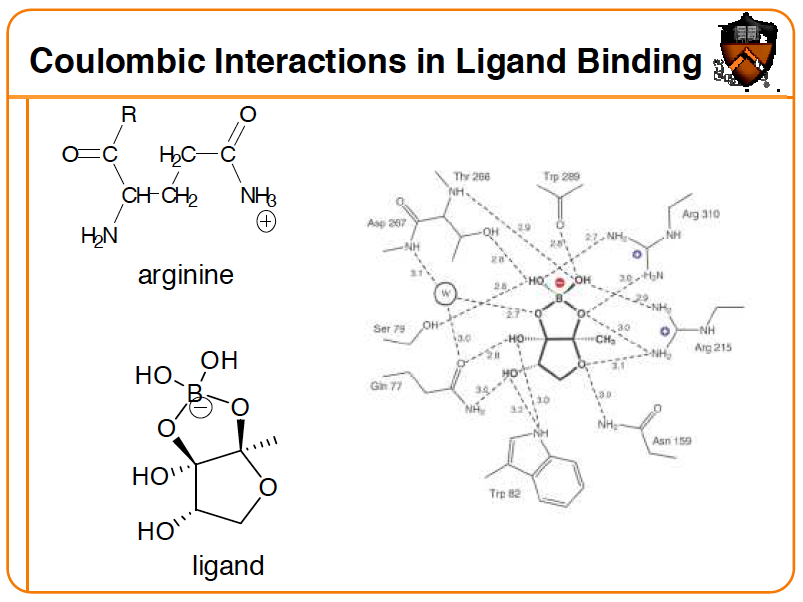 Coulombic Interactions in Ligand Binding
R
O
O C H₂C C
CH CH₂ NH₃
⊕
H₂N
arginine
OH
HO
B
⊖
O O
HO
O
HO
ligand
Thr 266
Trp 289
NH
Arg 310
O
O
Asp 267
OH
2.9
2.7
NH₂
NH
2.8
NH
2.8
⊕
3.1
HO
⊖
OH
3.0
H₂N
W
2.8
B
2.9
NH₂
2.7
O
O
Ser 79
OH
3.0
⊕
NH
3.0
HO
CH₃
Arg 215
2.8
NH₂
O
O
3.1
Gln 77
HO
3.0
3.0
3.0
NH₂
3.2
O
NH₂
NH
Asn 159
Trp 82